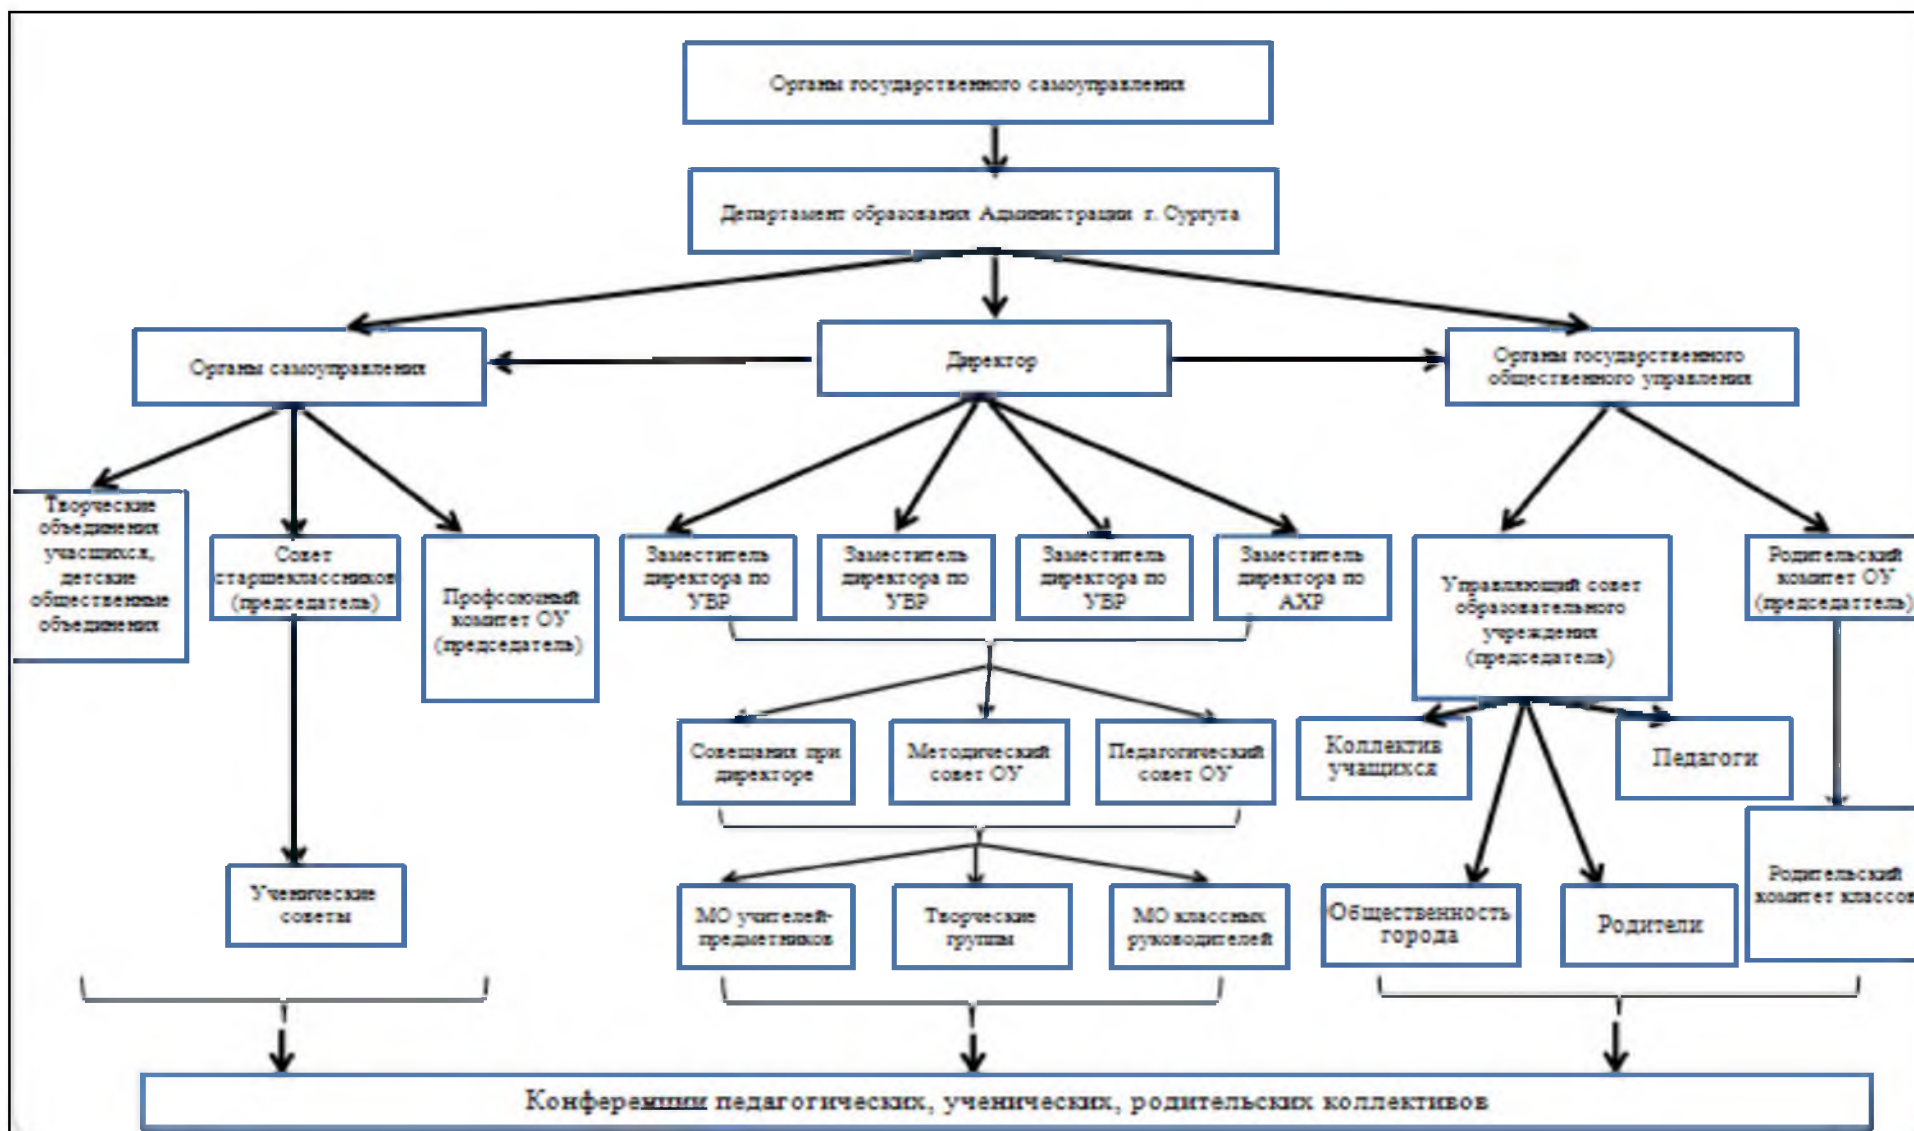 Органы государственного самоуправления
Департамент образования Администрации г. Сургута
Органы самоуправления
Директор
Органы государственного
общественного управления
Творческие
объединения
учасщихся,
детские
общественные
объединения
Совет
старшеклассников
(председатель)
Профсоюзный
комитет ОУ
(председатель)
Заместитель
директора по
УВР
Заместитель
директора по
УВР
Заместитель
директора по
УВР
Заместитель
директора по
АХР
Управляющий совет
образовательного
учреждения
(председатель)
Родительский
комитет ОУ
(председаттель)
Совещания при
директоре
Методический
совет ОУ
Педагогический
совет ОУ
Коллектив
учащихся
Педагоги
Ученические
советы
МО учителей-
предметников
Творческие
группы
МО классных
руководителей
Общественность
города
Родители
Родительский
комитет классов
Конференции педагогических, ученических, родительских коллективов